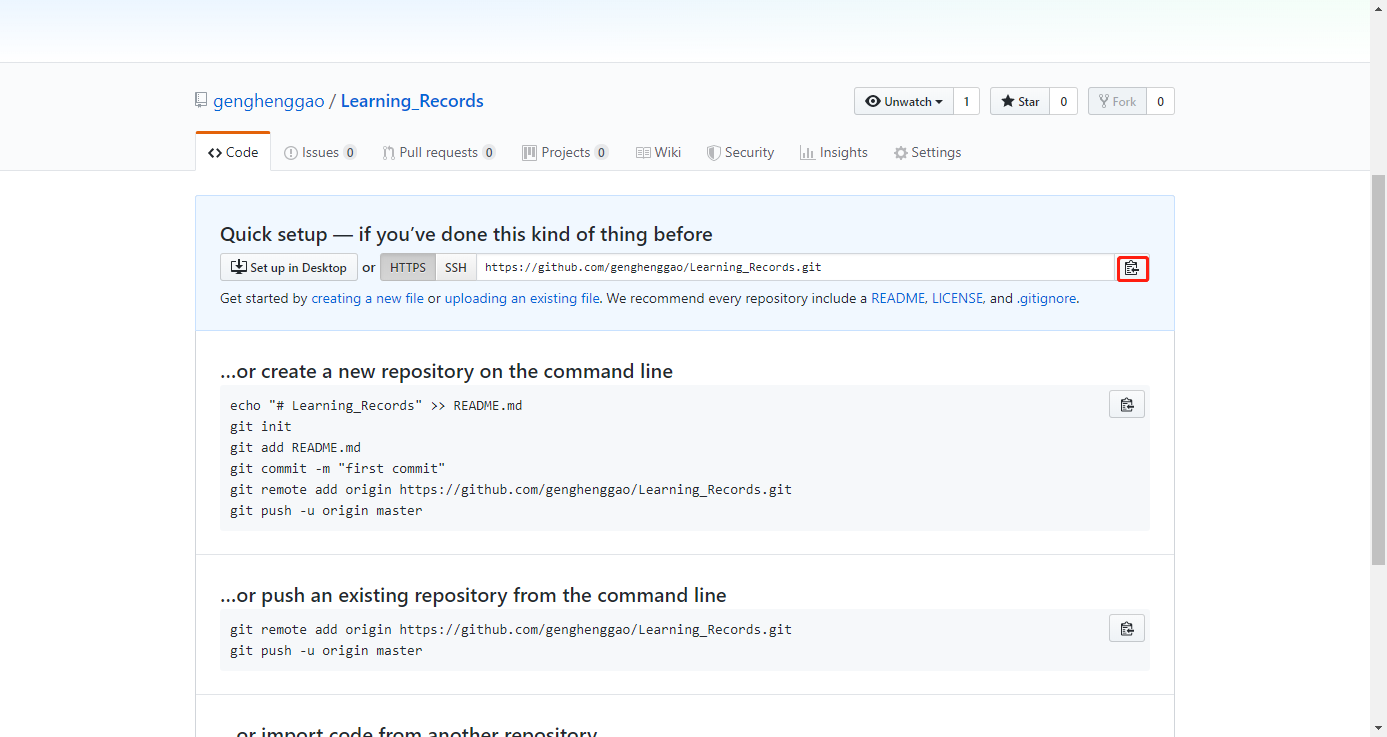 genghenggao / Learning_Records
Unwatch 1 Star 0 Fork 0
Code Issues 0 Pull requests 0 Projects 0 Wiki Security Insights Settings
Quick setup — if you’ve done this kind of thing before
Set up in Desktop or HTTPS SSH https://github.com/genghenggao/Learning_Records.git
Get started by creating a new file or uploading an existing file. We recommend every repository include a README, LICENSE, and .gitignore.
…or create a new repository on the command line
echo "# Learning_Records" >> README.md
git init
git add README.md
git commit -m "first commit"
git remote add origin https://github.com/genghenggao/Learning_Records.git
git push -u origin master
…or push an existing repository from the command line
git remote add origin https://github.com/genghenggao/Learning_Records.git
git push -u origin master
…or import code from another repository